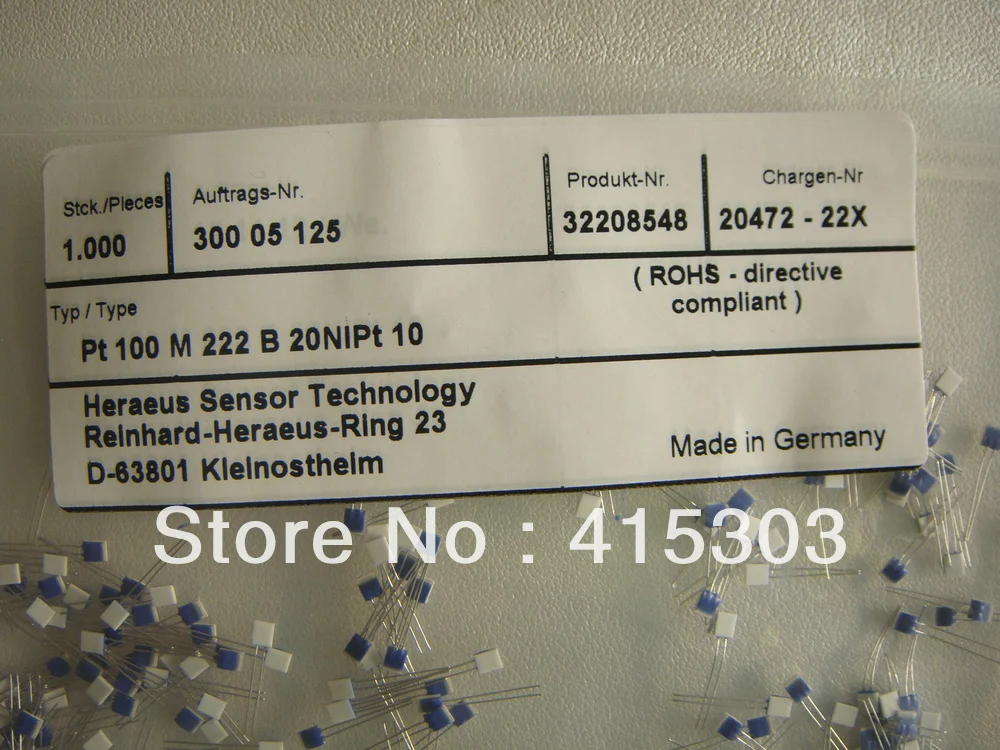 Stck./Pieces
1.000
Auftrags-Nr.
300 05 125
Produkt-Nr.
32208548
Chargen-Nr
20472 - 22X
( ROHS - directive
compliant )
Typ / Type
Pt 100 M 222 B 20NIPt 10
Heraeus Sensor Technology
Reinhard-Heraeus-Ring 23
D-63801 Kleinostheim
Made in Germany
Store No : 415303